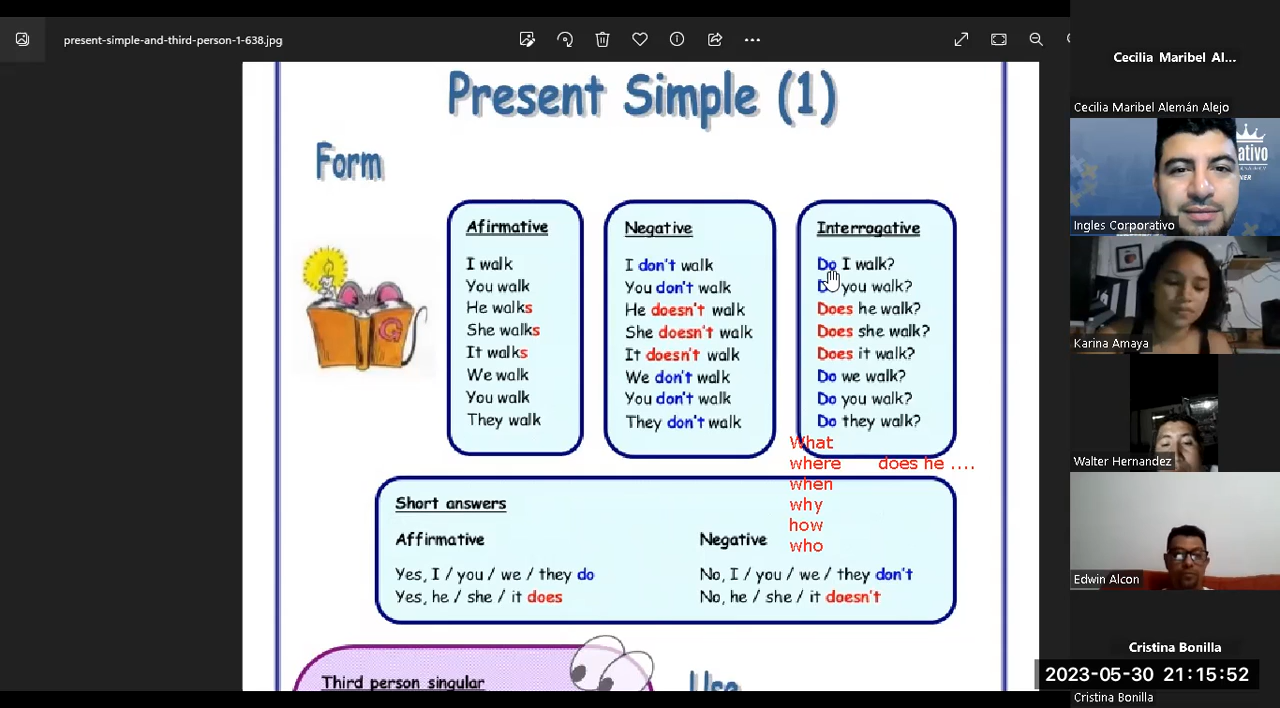 present-simple-and-third-person-1-638.jpg
Present Simple (1)
Form
Afirmative
I walk
You walk
He walks
She walks
It walks
We walk
You walk
They walk
Negative
I don't walk
You don't walk
He doesn't walk
She doesn't walk
It doesn't walk
We don't walk
You don't walk
They don't walk
Interrogative
Do I walk?
Do you walk?
Does he walk?
Does she walk?
Does it walk?
Do we walk?
Do you walk?
Do they walk?
What
where does he ....
when
why
how
who
Short answers
Affirmative
Yes, I / you / we / they do
Yes, he / she / it does
Negative
No, I / you / we / they don't
No, he / she / it doesn't
Third person singular
Use
Cecilia Maribel Al...
Cecilia Maribel Alemán Alejo
ativo
NER
Ingles Corporativo
Karina Amaya
Walter Hernandez
Edwin Alcon
Cristina Bonilla
2023-05-30 21:15:52
Cristina Bonilla